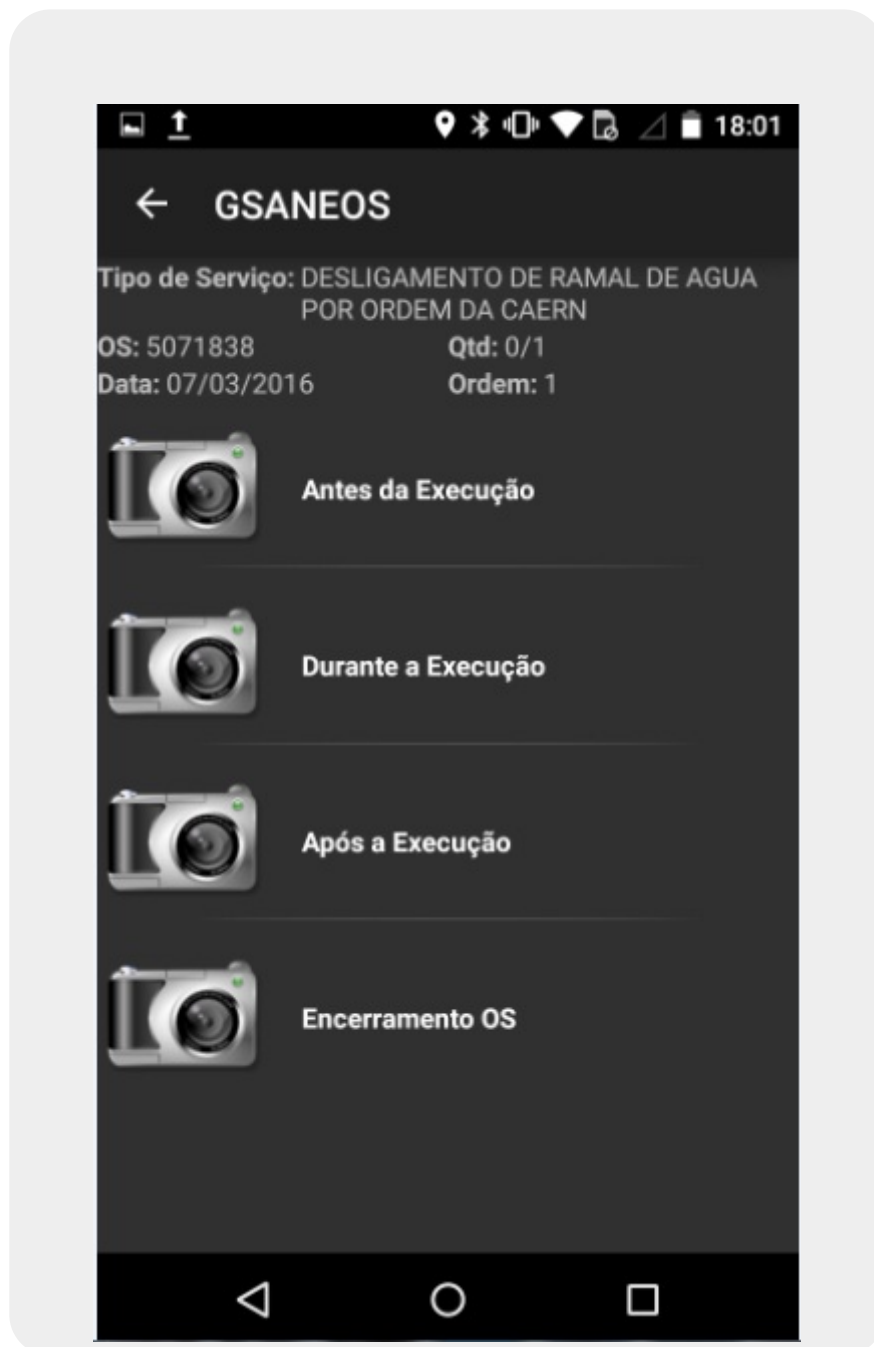 18:01
GSANEOS
Tipo de Serviço: DESLIGAMENTO DE RAMAL DE AGUA
POR ORDEM DA CAERN
OS: 5071838 Qtd: 0/1
Data: 07/03/2016 Ordem: 1
Antes da Execução
Durante a Execução
Após a Execução
Encerramento OS